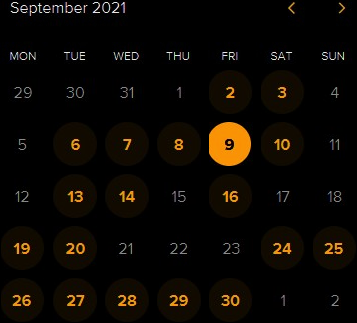 September 2021 < >
MON TUE WED THU FRI SAT SUN
29 30 31 1 2 3 4
5 6 7 8 9 10 11
12 13 14 15 16 17 18
19 20 21 22 23 24 25
26 27 28 29 30 1 2